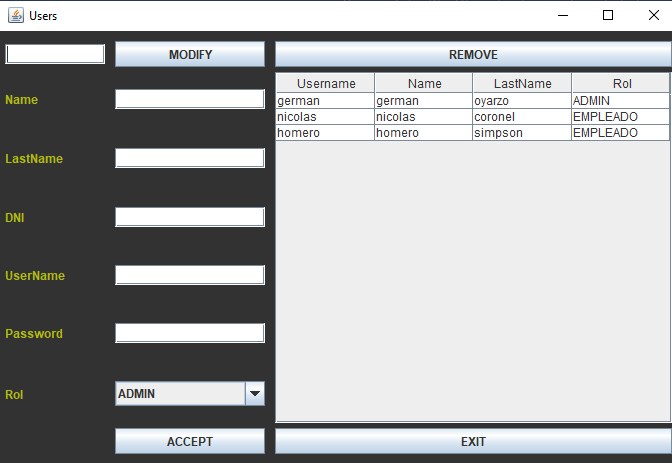 Users
MODIFY REMOVE
Username Name LastName Rol
german german oyarzo ADMIN
nicolas nicolas coronel EMPLEADO
homero homero simpson EMPLEADO
Name
LastName
DNI
UserName
Password
Rol ADMIN
ACCEPT EXIT